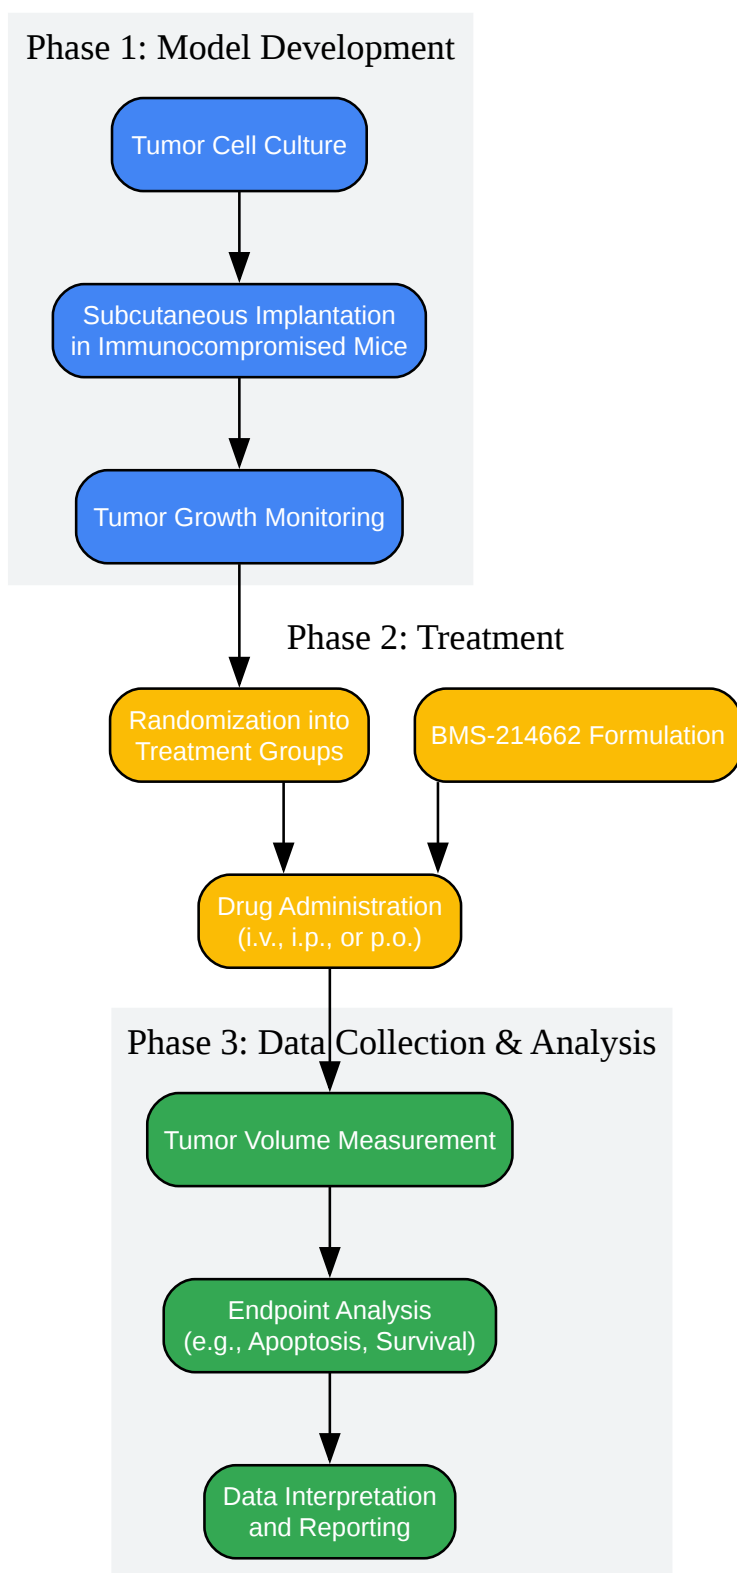 Phase 1: Model Development
Tumor Cell Culture
Subcutaneous Implantation
in Immunocompromised Mice
Tumor Growth Monitoring
Phase 2: Treatment
Randomization into
Treatment Groups
BMS-214662 Formulation
Drug Administration
(i.v., i.p., or p.o.)
Phase 3: Data Collection & Analysis
Tumor Volume Measurement
Endpoint Analysis
(e.g., Apoptosis, Survival)
Data Interpretation
and Reporting